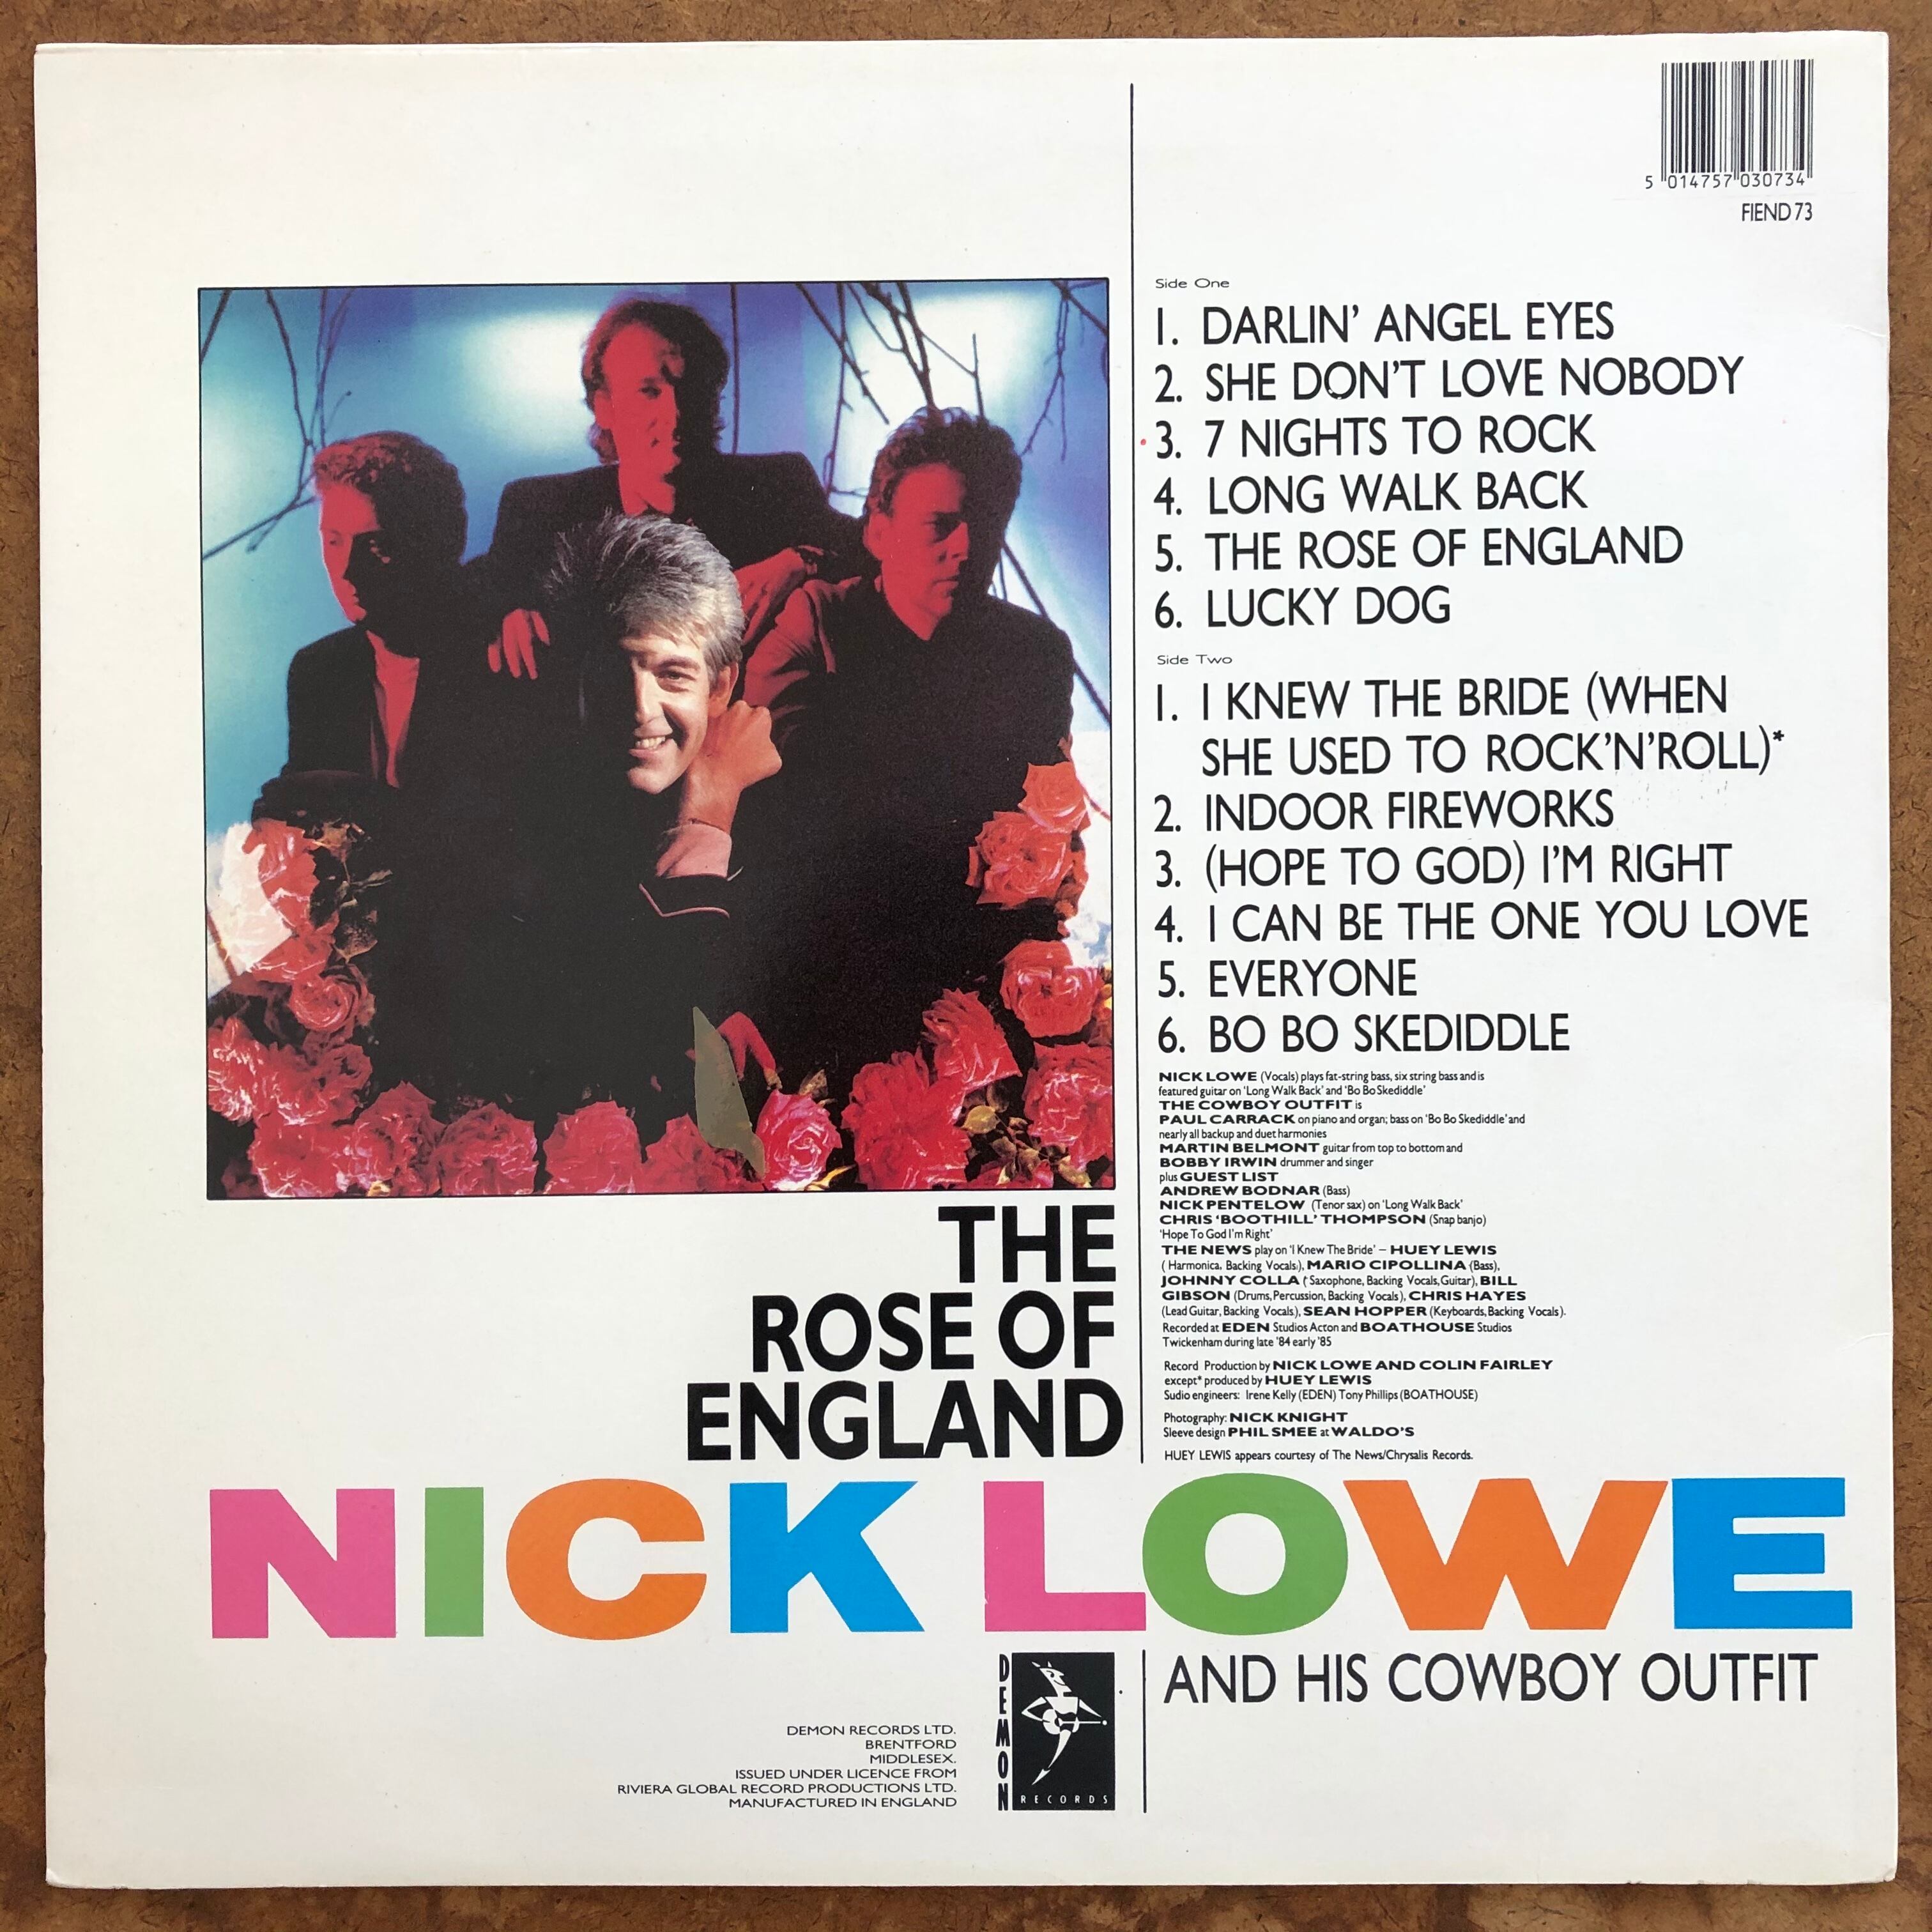 5 014757 030734
FIEND 73
Side One
1. DARLIN' ANGEL EYES
2. SHE DON'T LOVE NOBODY
3. 7 NIGHTS TO ROCK
4. LONG WALK BACK
5. THE ROSE OF ENGLAND
6. LUCKY DOG
Side Two
1. I KNEW THE BRIDE (WHEN
SHE USED TO ROCK'N'ROLL)*
2. INDOOR FIREWORKS
3. (HOPE TO GOD) I'M RIGHT
4. I CAN BE THE ONE YOU LOVE
5. EVERYONE
6. BO BO SKEDIDDLE
NICK LOWE (Vocals) plays fat-string bass, six string bass and is
featured guitar on 'Long Walk Back' and 'Bo Bo Skediddle'
THE COWBOY OUTFIT is
PAUL CARRACK on piano and organ; bass on 'Bo Bo Skediddle' and
nearly all backup and duet harmonies
MARTIN BELMONT guitar from top to bottom and
BOBBY IRWIN drummer and singer
plus GUEST LIST
ANDREW BODNAR (Bass)
NICK PENTELOW (Tenor sax) on 'Long Walk Back'
CHRIS 'BOOTHILL' THOMPSON (Snap banjo)
'Hope To God I'm Right'
THE NEWS play on 'I Knew The Bride' – HUEY LEWIS
( Harmonica, Backing Vocals.), MARIO CIPOLLINA (Bass),
JOHNNY COLLA ( Saxophone, Backing Vocals, Guitar), BILL
GIBSON (Drums, Percussion, Backing Vocals), CHRIS HAYES
(Lead Guitar, Backing Vocals), SEAN HOPPER (Keyboards, Backing Vocals).
Recorded at EDEN Studios Acton and BOATHOUSE Studios
Twickenham during late '84 early '85
Record Production by NICK LOWE AND COLIN FAIRLEY
except* produced by HUEY LEWIS
Sudio engineers: Irene Kelly (EDEN) Tony Phillips (BOATHOUSE)
Photography: NICK KNIGHT
Sleeve design PHIL SMEE at WALDO'S
HUEY LEWIS appears courtesy of The News/Chrysalis Records.
THE
ROSE OF
ENGLAND
NICK LOWE
AND HIS COWBOY OUTFIT
DEMON
RECORDS
DEMON RECORDS LTD.
BRENTFORD
MIDDLESEX.
ISSUED UNDER LICENCE FROM
RIVIERA GLOBAL RECORD PRODUCTIONS LTD.
MANUFACTURED IN ENGLAND